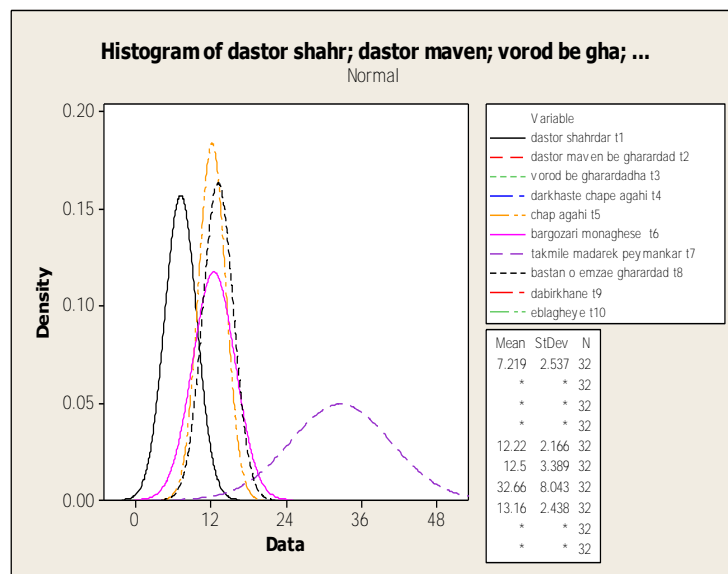 Histogram of dastor shahr; dastor maven; vorod be gha; ...
Normal
0.20
0.15
0.10
0.05
0.00
Density
0
12
24
36
48
Data
Variable
dastor shahrdar t1
dastor maven be gharardad t2
vorod be gharardadha t3
darkhaste chape agahi t4
chap agahi t5
bargozari monaghese t6
takmile madarek peymankar t7
bastan o emzae gharardad t8
dabirkhane t9
eblagheye t10
Mean StDev N
7.219 2.537 32
* * 32
* * 32
* * 32
12.22 2.166 32
12.5 3.389 32
32.66 8.043 32
13.16 2.438 32
* * 32
* * 32